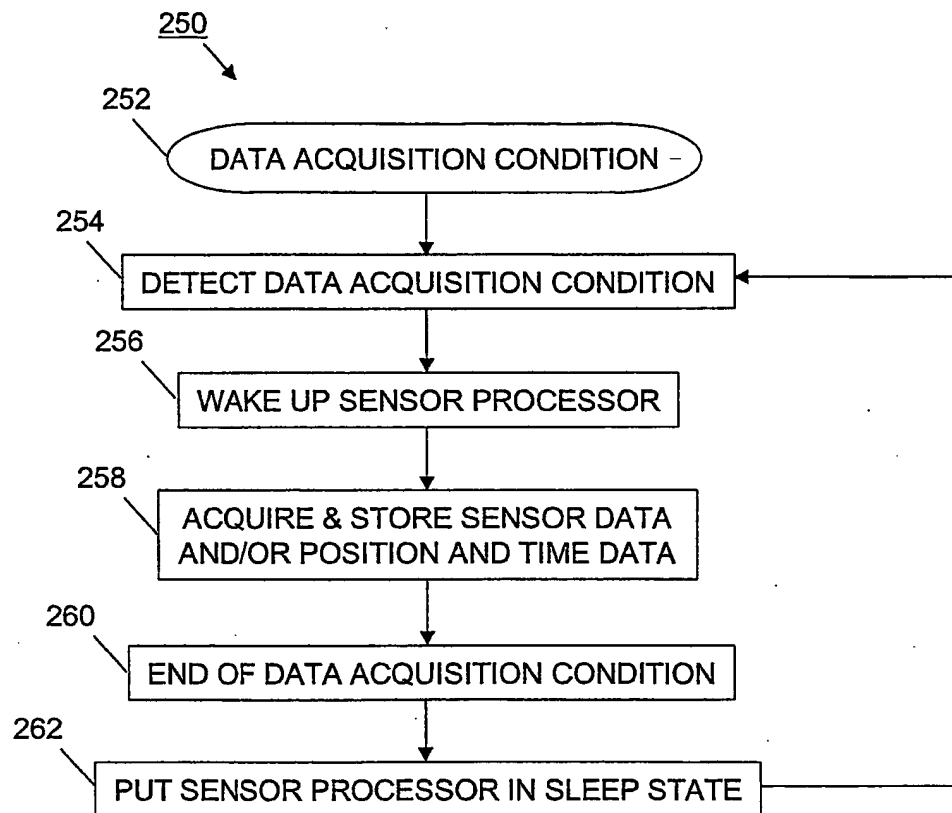 250
252
DATA ACQUISITION CONDITION
254
DETECT DATA ACQUISITION CONDITION
256
WAKE UP SENSOR PROCESSOR
258
ACQUIRE & STORE SENSOR DATA
AND/OR POSITION AND TIME DATA
260
END OF DATA ACQUISITION CONDITION
262
PUT SENSOR PROCESSOR IN SLEEP STATE